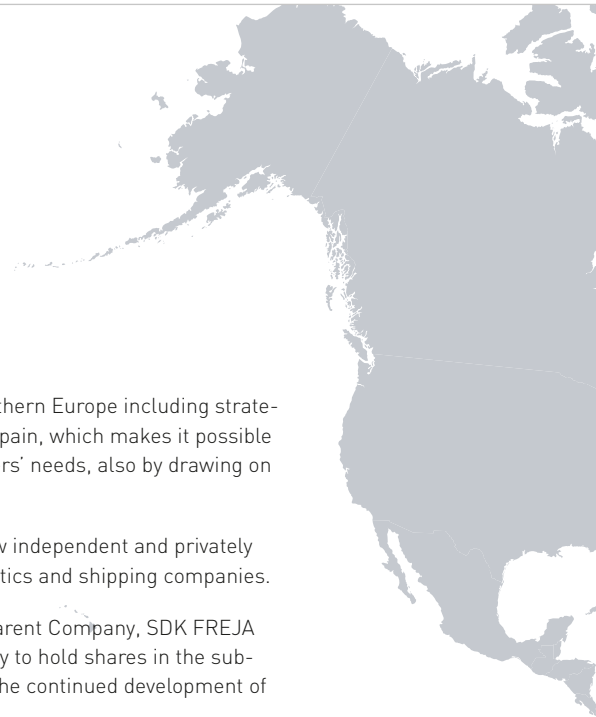 thern Europe including strate-
pain, which makes it possible
rs’ needs, also by drawing on
w independent and privately
tics and shipping companies.
arent Company, SDK FREJA
y to hold shares in the sub-
he continued development of